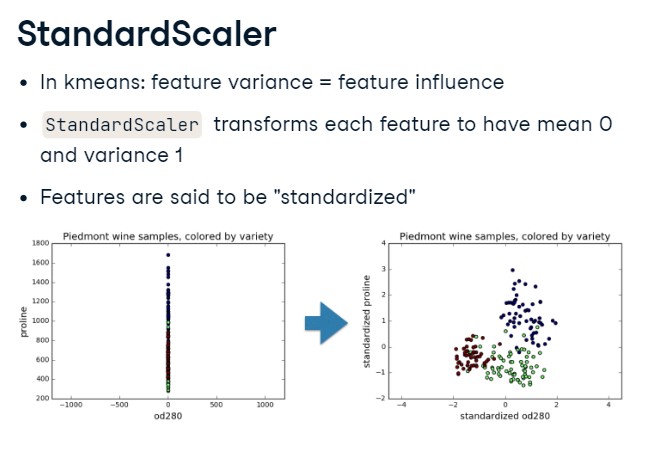 StandardScaler
• In kmeans: feature variance = feature influence
• StandardScaler transforms each feature to have mean 0
and variance 1
• Features are said to be "standardized"
Piedmont wine samples, colored by variety
1800
1600
1400
1200
1000
800
600
400
200
proline
−1000 −500 0 500 1000
od280
Piedmont wine samples, colored by variety
4
3
2
1
0
−1
−2
standardized proline
−4 −2 0 2 4
standardized od280